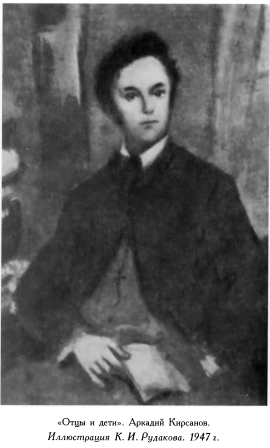 «Отцы и дети». Аркадий Кирсанов.
Иллюстрация К. И. Рудакова. 1947 г.